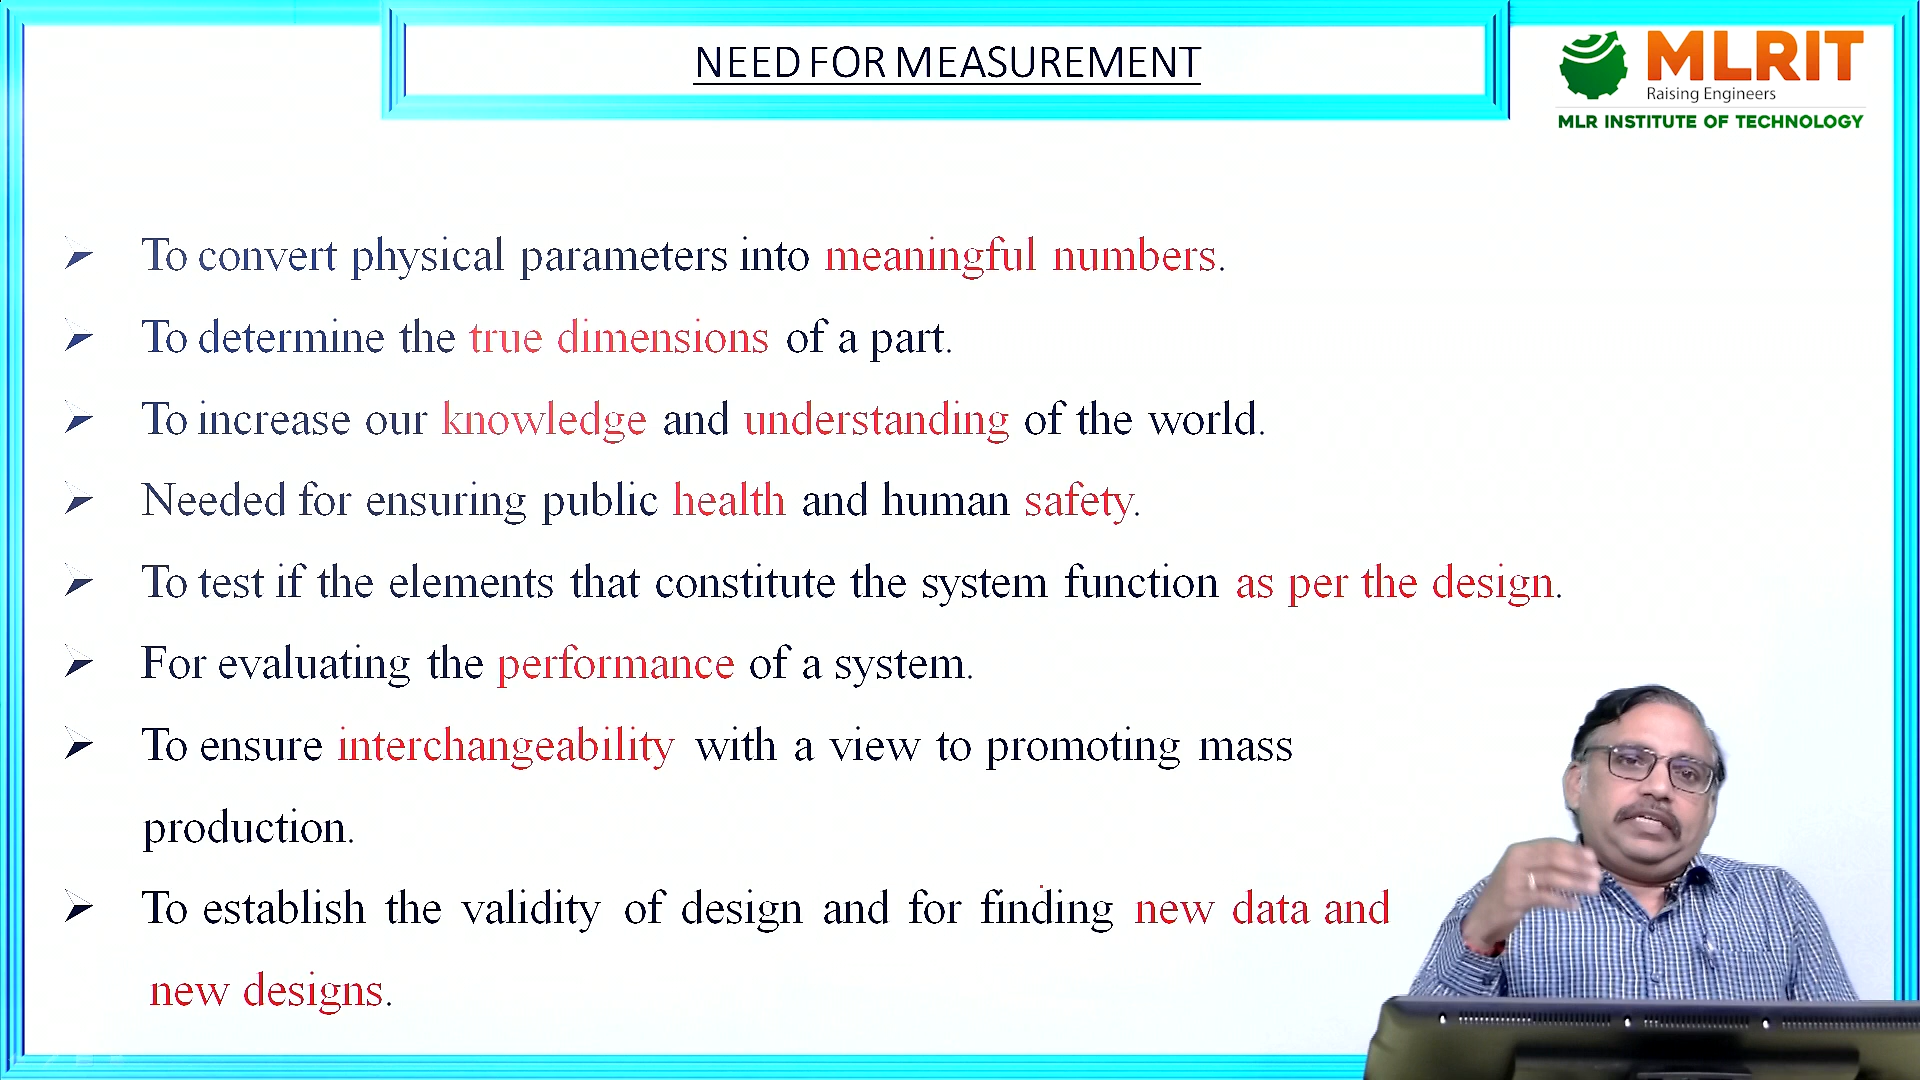 NEED FOR MEASUREMENT
MLRIT
Raising Engineers
MLR INSTITUTE OF TECHNOLOGY
To convert physical parameters into meaningful numbers.
To determine the true dimensions of a part.
To increase our knowledge and understanding of the world.
Needed for ensuring public health and human safety.
To test if the elements that constitute the system function as per the design.
For evaluating the performance of a system.
To ensure interchangeability with a view to promoting mass
production.
To establish the validity of design and for finding new data and
new designs.